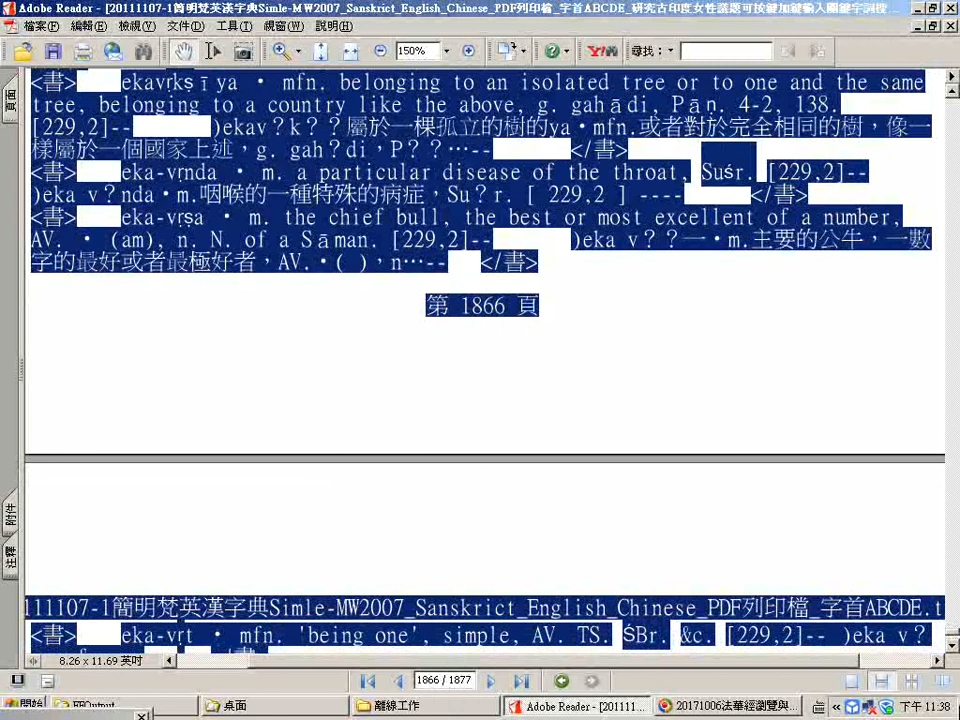 Adobe Reader - [20111107-1簡明梵英漢字典Simle-MW2007_Sanskrict_English_Chinese_PDF列印檔_字首ABCDE_研究古印度女性議題可按
檔案(F) 編輯(E) 檢視(V) 文件(D) 工具(T) 視窗(W) 說明(H)
150% 尋找:
頁面
<書> ekavṛkṣīya • mfn. belonging to an isolated tree or to one and the same
tree, belonging to a country like the above, g. gahādi, Pāṇ. 4-2, 138.
[229,2]-- )ekav?k??屬於一棵孤立的樹的ya•mfn.或者對於完全相同的樹，像一
樣屬於一個國家上述，g. gah?di, P??…-- </書>
<書> eka-vṛnda • m. a particular disease of the throat, Suśr. [229,2]--
)eka v?nda•m.咽喉的一種特殊的病症，Su?r. [ 229,2 ] ---- </書>
<書> eka-vṛṣa • m. the chief bull, the best or most excellent of a number,
AV. • (am), n. N. of a Sāman. [229,2]-- )eka v??一•m.主要的公牛，一數
字的最好或者最極好者，AV.•( )，n…-- </書>
第 1866 頁
附件
注釋
111107-1簡明梵英漢字典Simle-MW2007_Sanskrict_English_Chinese_PDF列印檔_字首ABCDE.t
<書> eka-vṛt • mfn. 'being one', simple, AV. TS. ŚBr. &c. [229,2]-- )eka v?
8.26 x 11.69 英吋
1866 / 1877
開始 FFOutput 桌面 離線工作 Adobe Reader - [2011... 20171006法華經瀏覽與... 下午 11:38